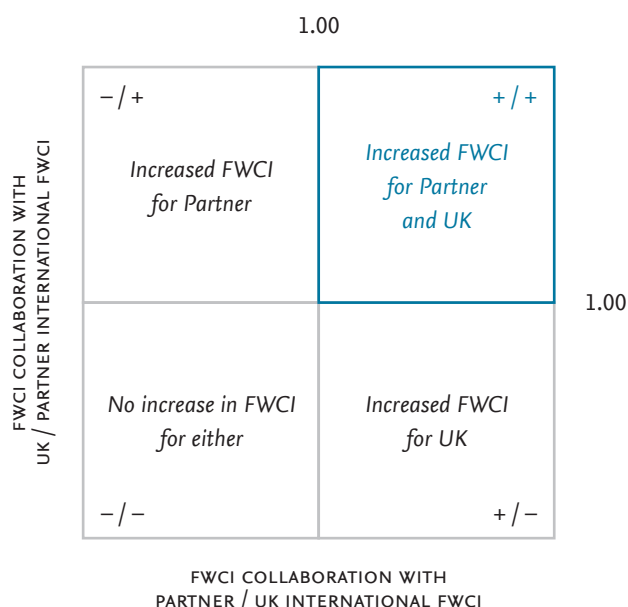 1.00
– / +
+ / +
Increased FWCI
for Partner
Increased FWCI
for Partner
and UK
FWCI COLLABORATION WITH
UK / PARTNER INTERNATIONAL FWCI
1.00
No increase in FWCI
for either
Increased FWCI
for UK
– / –
+ / –
FWCI COLLABORATION WITH
PARTNER / UK INTERNATIONAL FWCI